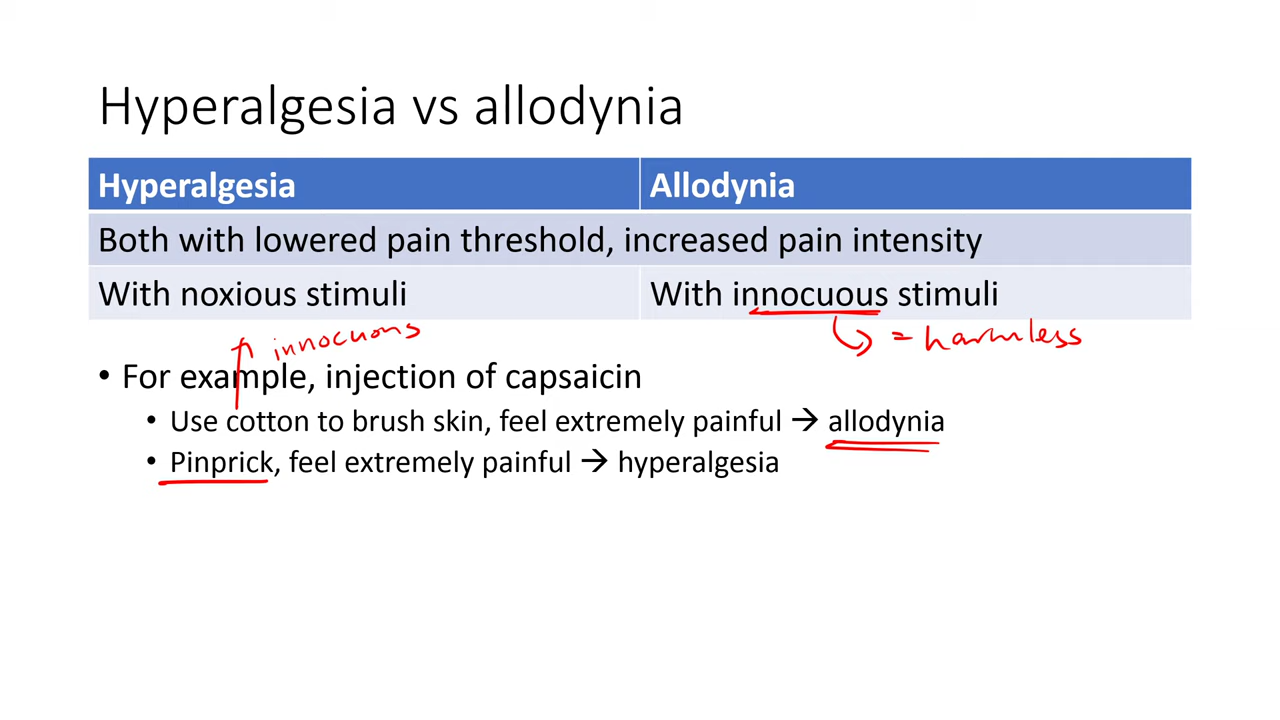 Hyperalgesia vs allodynia
Hyperalgesia Allodynia
Both with lowered pain threshold, increased pain intensity
With noxious stimuli With innocuous stimuli
innocuous
= harmless
• For example, injection of capsaicin
• Use cotton to brush skin, feel extremely painful → allodynia
• Pinprick, feel extremely painful → hyperalgesia